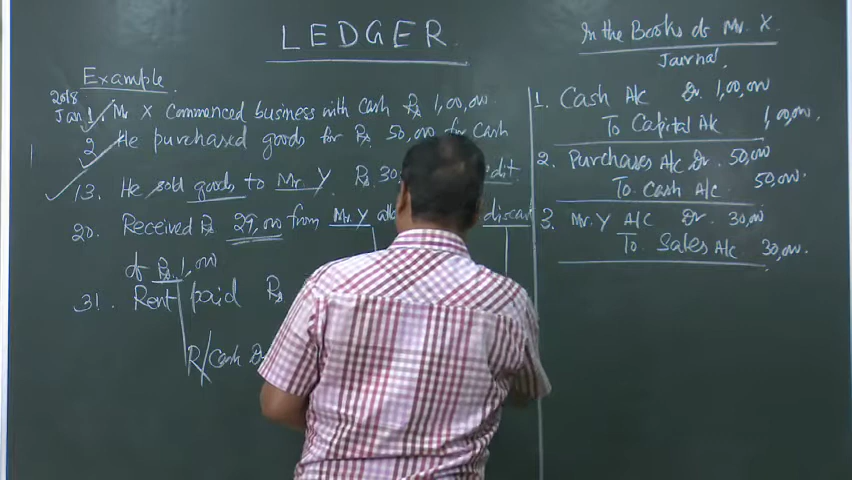 LEDGER
Example
2018
Jan. 1. Mr X Commenced business with Cash Rs 1,00,000.
2 He purchased goods for Rs 50,000 for Cash
13. He sold goods to Mr. Y. Rs. 30, dit.
20. Received Rs 29,000 from Mr. Y discount
of Rs. 1,000
31. Rent paid Rs
R/Cash Dr
In the Books of Mr. X.
Journal
1. Cash A/c Dr. 1,00,000
To Capital A/c 1,00,000.
2. Purchases A/c Dr. 50,000
To Cash A/c 50,000.
3. Mr. Y A/c Dr. 30,000
To Sales A/c 30,000.